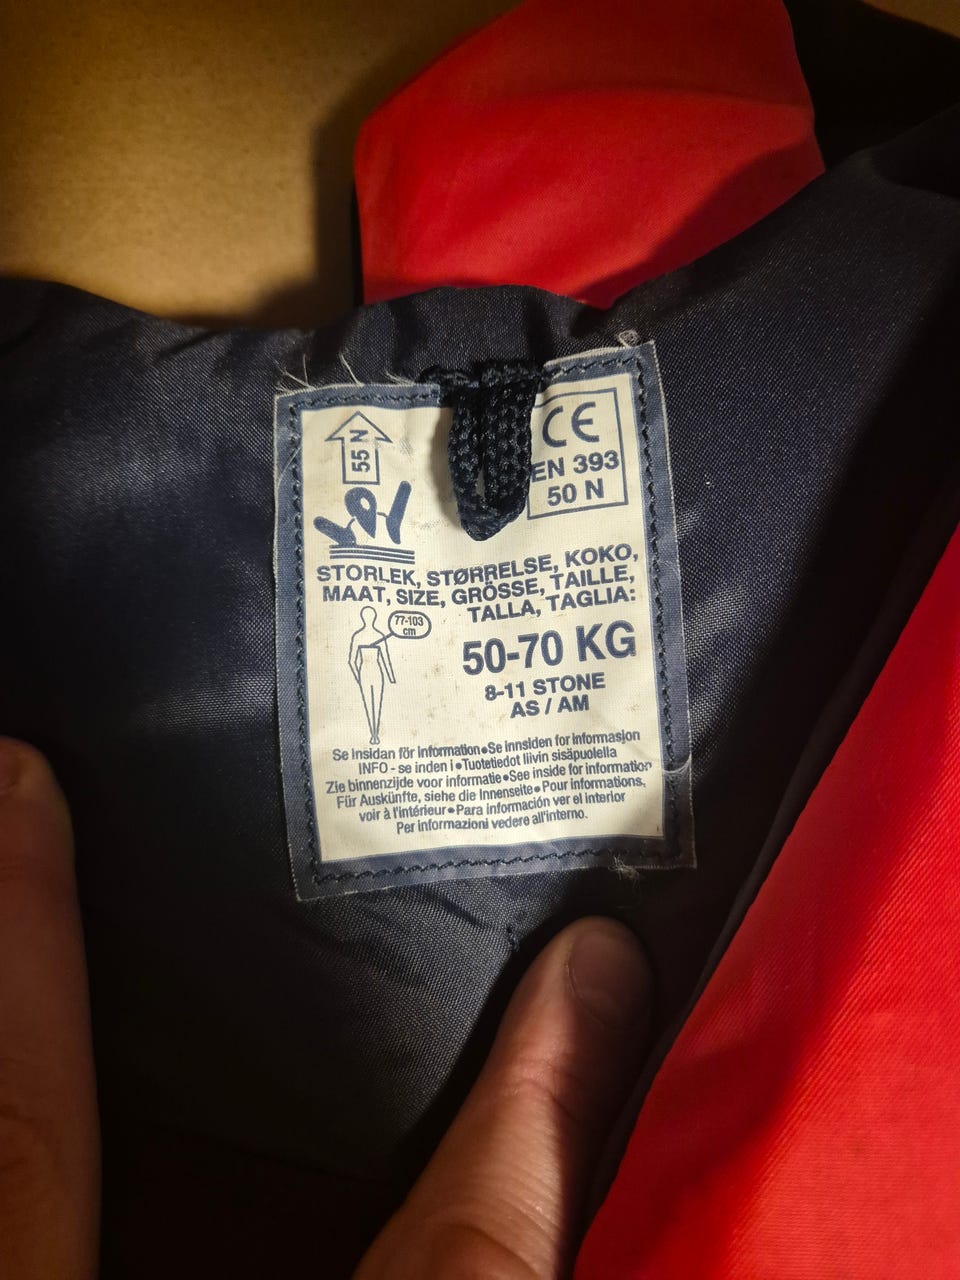 55 N
CE
EN 393
50 N
STORLEK, STØRRELSE, KOKO,
MAAT, SIZE, GRÖSSE, TAILLE,
TALLA, TAGLIA:
77-103
cm
50-70 KG
8-11 STONE
AS / AM
Se insidan för information•Se innsiden for informasjon
INFO - se inden i•Tuotetiedot liivin sisäpuolella
Zie binnenzijde voor informatie•See inside for information
Für Auskünfte, siehe die Innenseite•Pour informations,
voir à l'intérieur•Para información ver el interior
Per informazioni vedere all'interno.